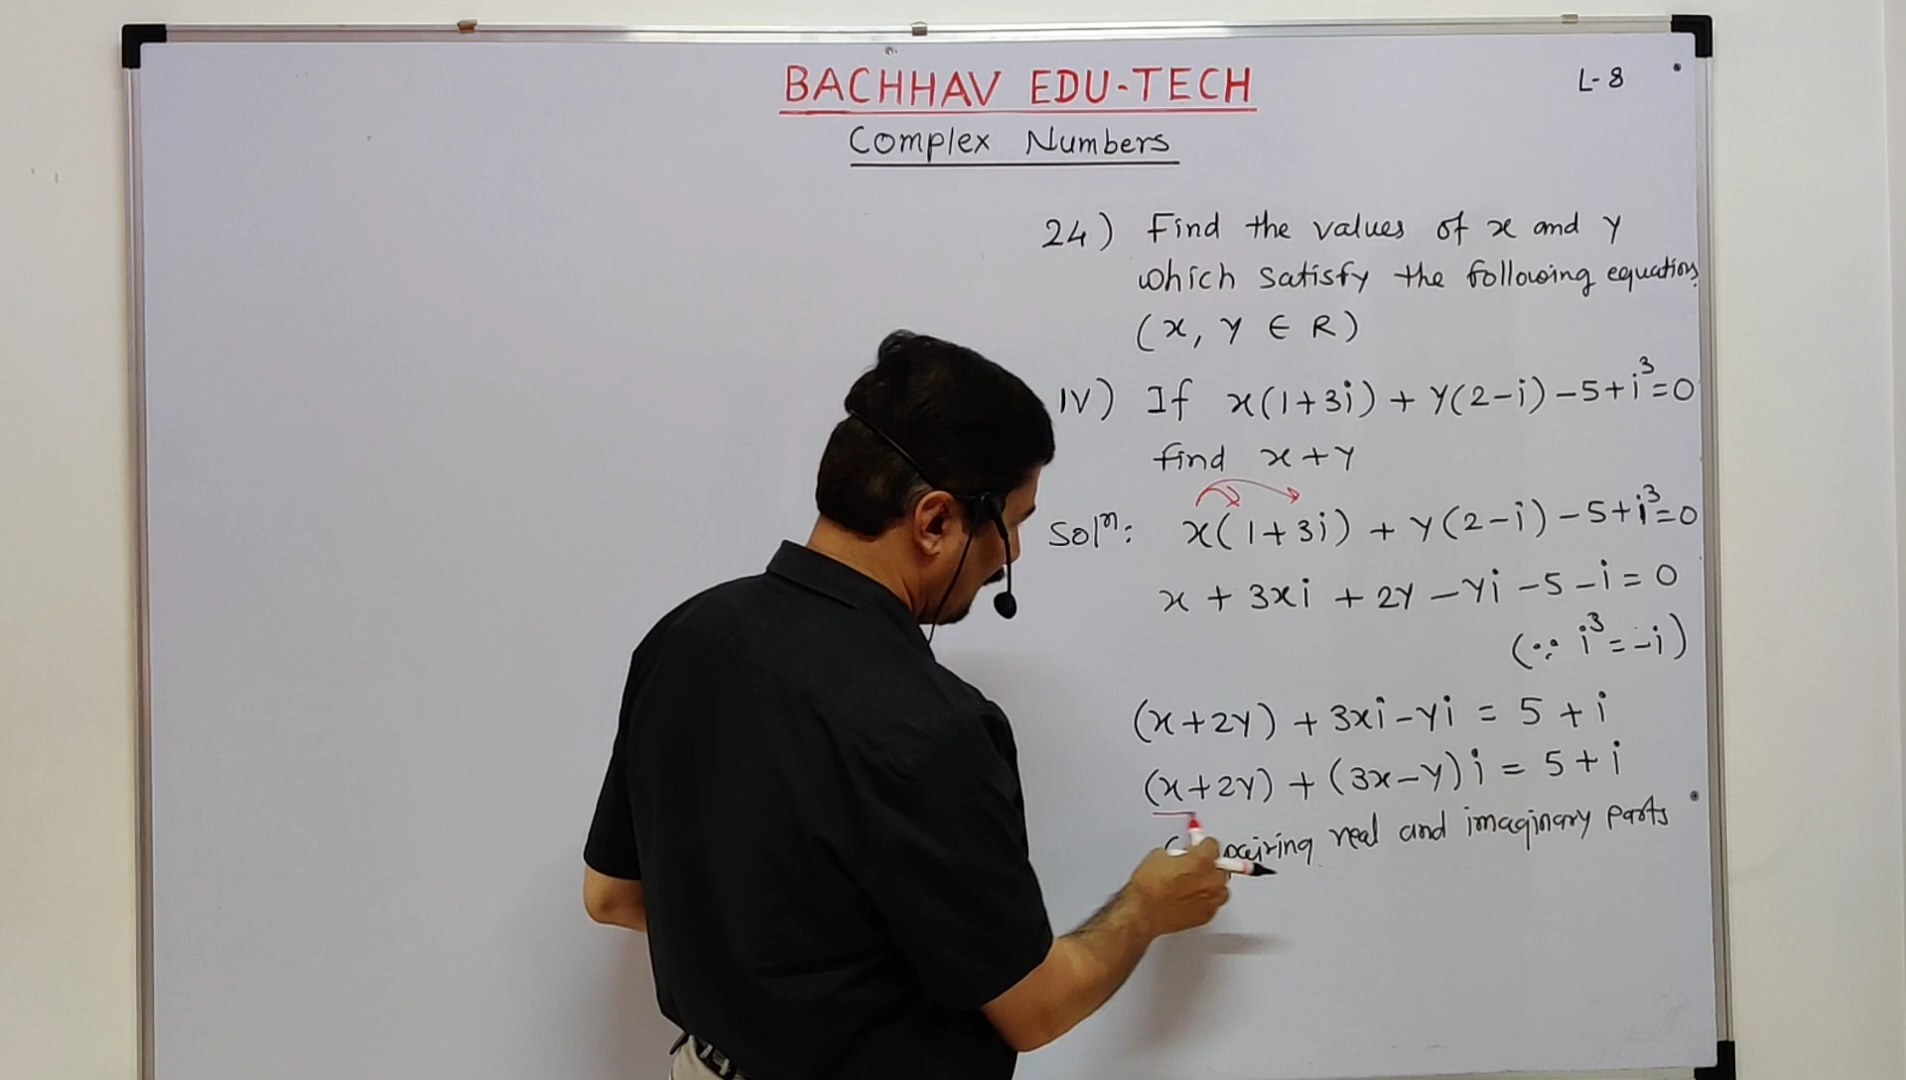 BACHHAV EDU-TECH
L-8
Complex Numbers
24) Find the values of x and y
which satisfy the following equations.
(x, y ∈ R)
IV) If x(1+3i) + y(2-i) -5+i³=0
find x+y
Solⁿ: x(1+3i) + y(2-i) -5+i³=0
x + 3xi + 2y - yi -5 -i = 0
(∵ i³ = -i)
(x+2y) + 3xi-yi = 5 + i
(x+2y) + (3x-y)i = 5 + i
real and imaginary parts